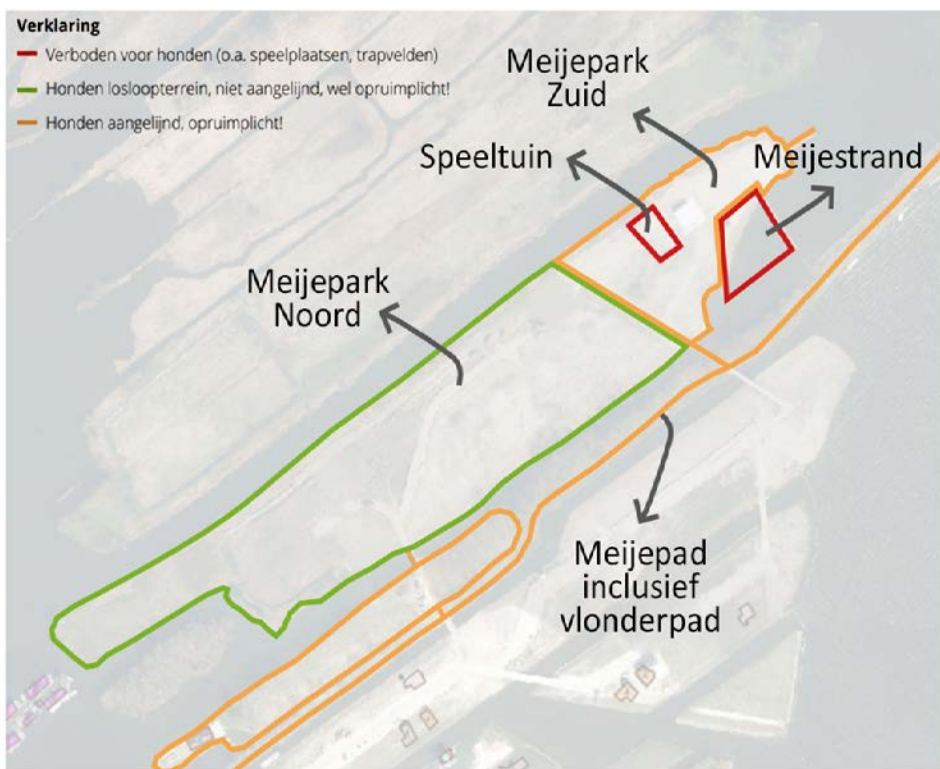 Verklaring
Verboden voor honden (o.a. speelplaatsen, trapvelden)
Honden losloopterrein, niet aangelijnd, wel opruimplicht!
Honden aangelijnd, opruimplicht!
Meijepark
Zuid
Speeltuin
Meijestrand
Meijepark
Noord
Meijepad
inclusief
vlonderpad